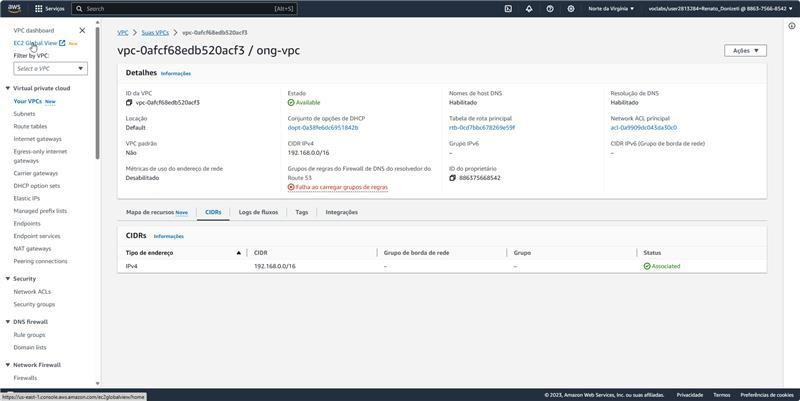 aws
Services
Search
[Alt+S]
Norte da Virgínia
voclabs/user2813284=Renato_Donizeti @ 8863-7566-8542
VPC dashboard
EC2 Global View
New
Filter by VPC:
Select a VPC
Virtual private cloud
Your VPCs New
Subnets
Route tables
Internet gateways
Egress-only internet
gateways
Carrier gateways
DHCP option sets
Elastic IPs
Managed prefix lists
Endpoints
Endpoint services
NAT gateways
Peering connections
Security
Network ACLs
Security groups
DNS firewall
Rule groups
Domain lists
Network Firewall
Firewalls
https://us-east-1.console.aws.amazon.com/ec2globalview/home
VPC > Suas VPCs > vpc-0afcf68edb520acf3
vpc-0afcf68edb520acf3 / ong-vpc
Ações
Detalhes Informações
ID da VPC
vpc-0afcf68edb520acf3
Estado
Available
Nomes de host DNS
Habilitado
Resolução de DNS
Habilitado
Locação
Default
Conjunto de opções de DHCP
dopt-0a38fe6dc6951842b
Tabela de rota principal
rtb-0cd7bbc678269e59f
Network ACL principal
acl-0a9909dc043da30c0
VPC padrão
Não
CIDR IPv4
192.168.0.0/16
Grupo IPv6
–
CIDR IPv6 (Grupo de borda de rede)
–
Métricas de uso do endereço de rede
Desabilitado
Grupos de regras do Firewall de DNS do resolvedor do
Route 53
Falha ao carregar grupos de regras
ID do proprietário
886375668542
Mapa de recursos Novo
CIDRs
Logs de fluxos
Tags
Integrações
CIDRs Informações
Tipo de endereço
CIDR
Grupo de borda de rede
Grupo
Status
IPv4
192.168.0.0/16
–
–
Associated
© 2023, Amazon Web Services, Inc. ou suas afiliadas.
Privacidade
Termos
Preferências de cookies